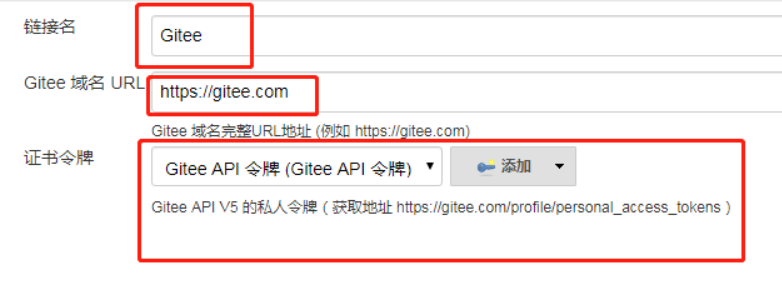 链接名
Gitee
Gitee 域名 URL
https://gitee.com
Gitee 域名完整URL地址 (例如 https://gitee.com)
证书令牌
Gitee API 令牌 (Gitee API 令牌)
添加
Gitee API V5 的私人令牌 ( 获取地址 https://gitee.com/profile/personal_access_tokens )